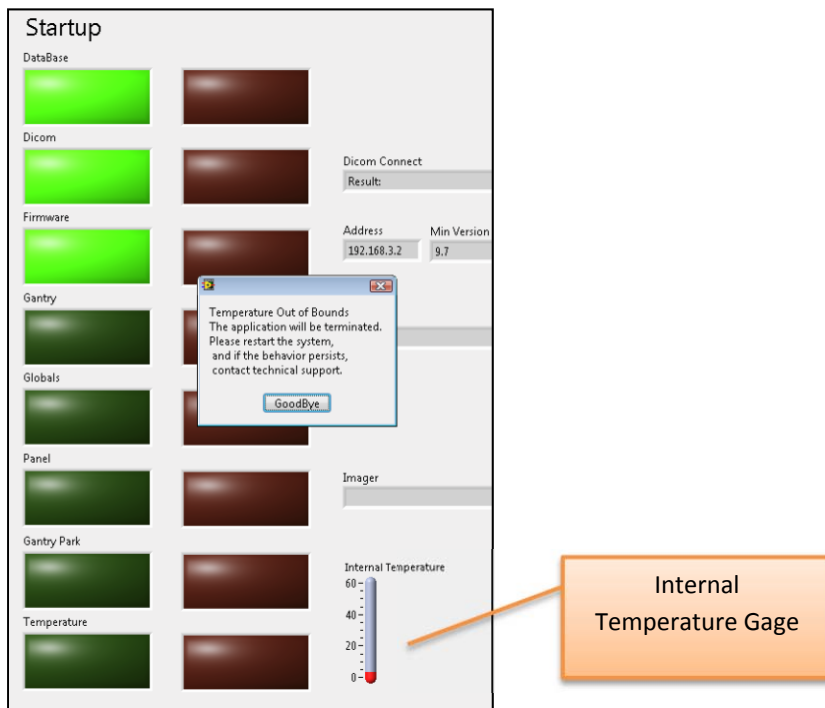 Startup
DataBase
Dicom
Dicom Connect
Result:
Firmware
Address Min Version
192.168.3.2 9.7
Gantry
Temperature Out of Bounds
The application will be terminated.
Please restart the system,
and if the behavior persists,
contact technical support.
GoodBye
Globals
Panel
Imager
Gantry Park
Internal Temperature
60
40
20
0
Temperature
Internal
Temperature Gage